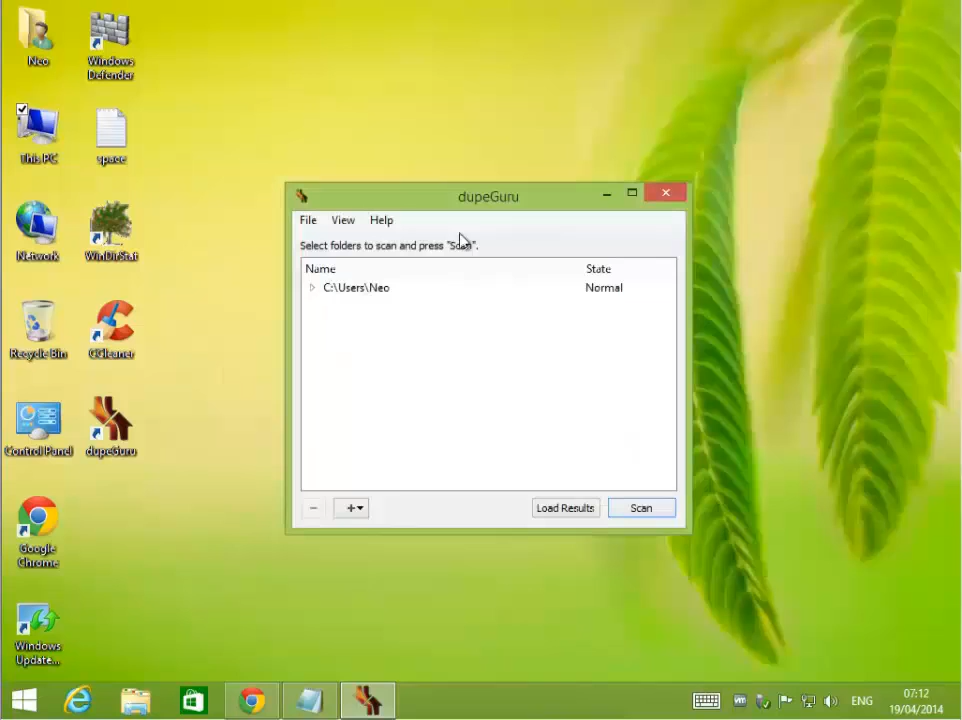 Neo
Windows
Defender
This PC
space
Network
WinDirStat
Recycle Bin
CCleaner
Control Panel
dupeGuru
Google
Chrome
Windows
Update...
dupeGuru
File View Help
Select folders to scan and press "Scan".
Name State
C:\Users\Neo Normal
Load Results Scan
ENG
07:12
19/04/2014